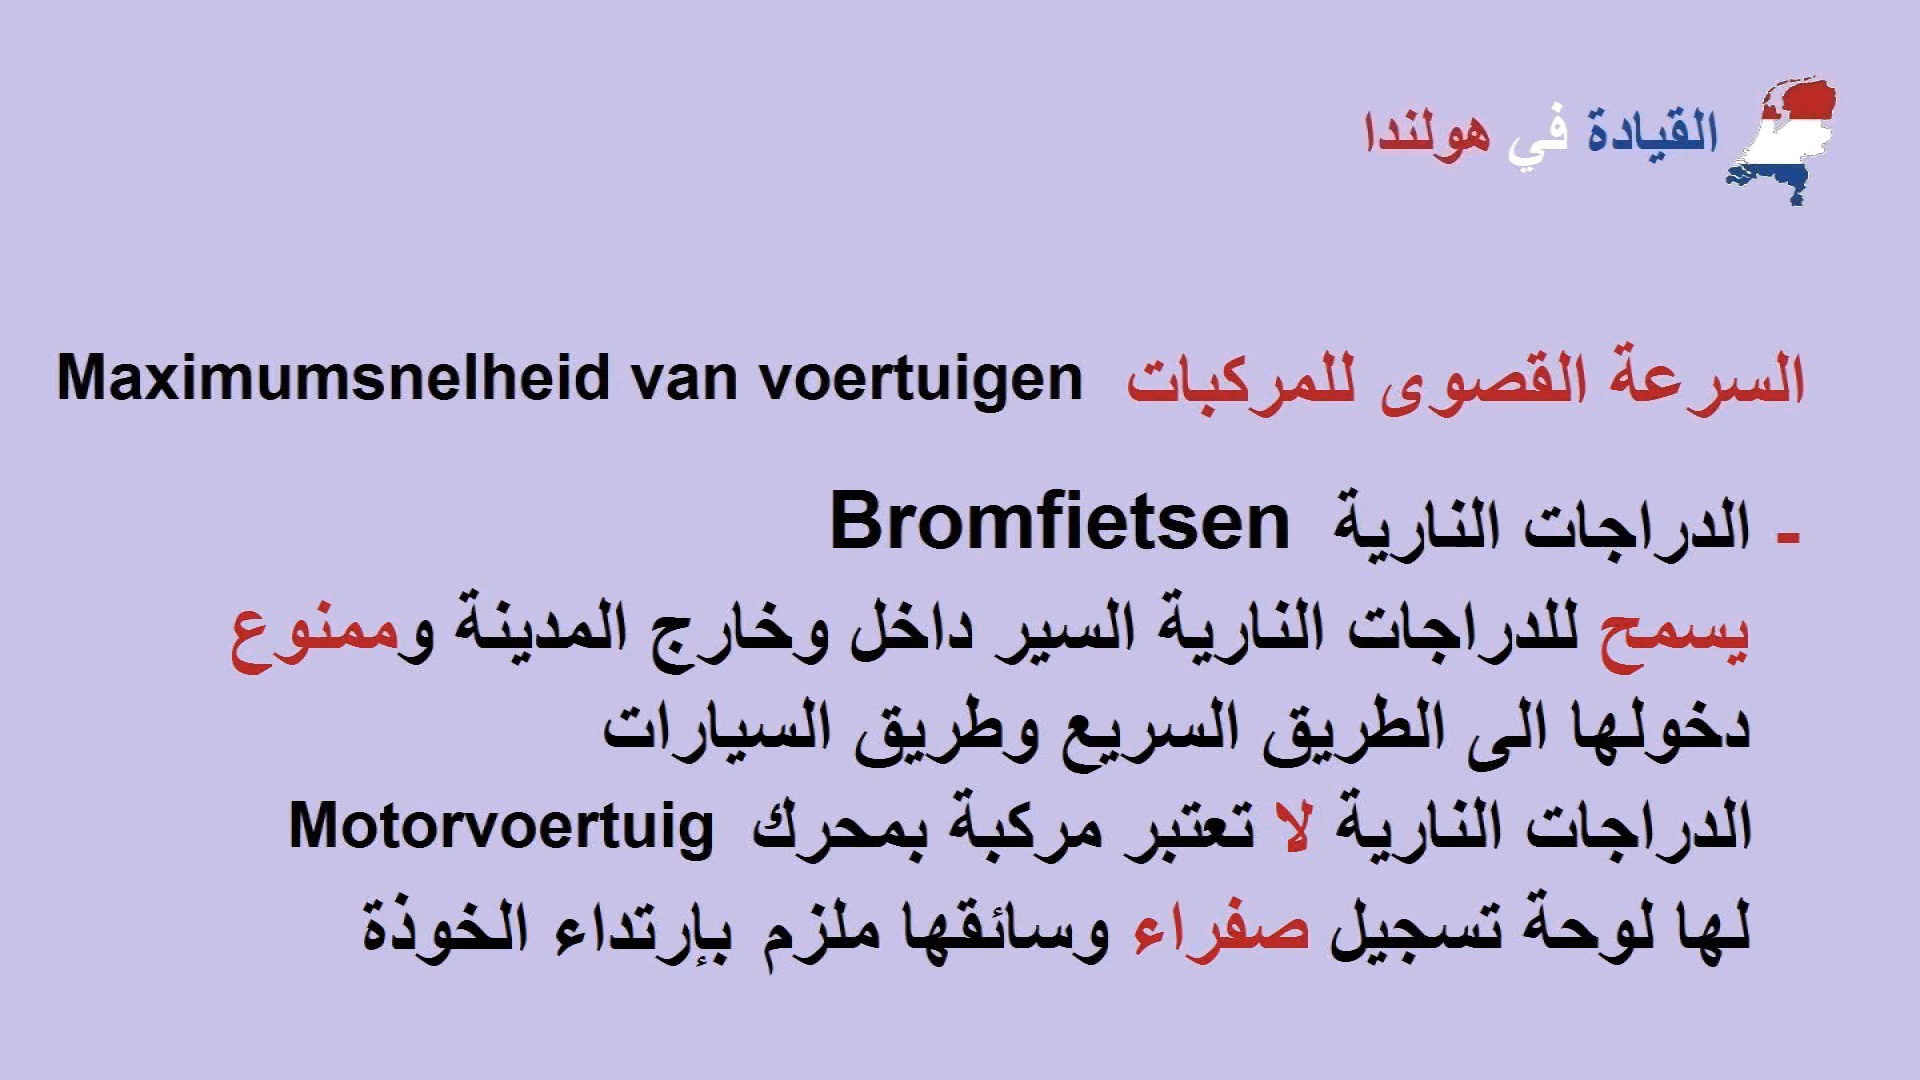 القيادة في هولندا
السرعة القصوى للمركبات Maximumsnelheid van voertuigen
- الدراجات النارية Bromfietsen
يسمح للدراجات النارية السير داخل وخارج المدينة وممنوع
دخولها الى الطريق السريع وطريق السيارات
الدراجات النارية لا تعتبر مركبة بمحرك Motorvoertuig
لها لوحة تسجيل صفراء وسائقها ملزم بإرتداء الخوذة